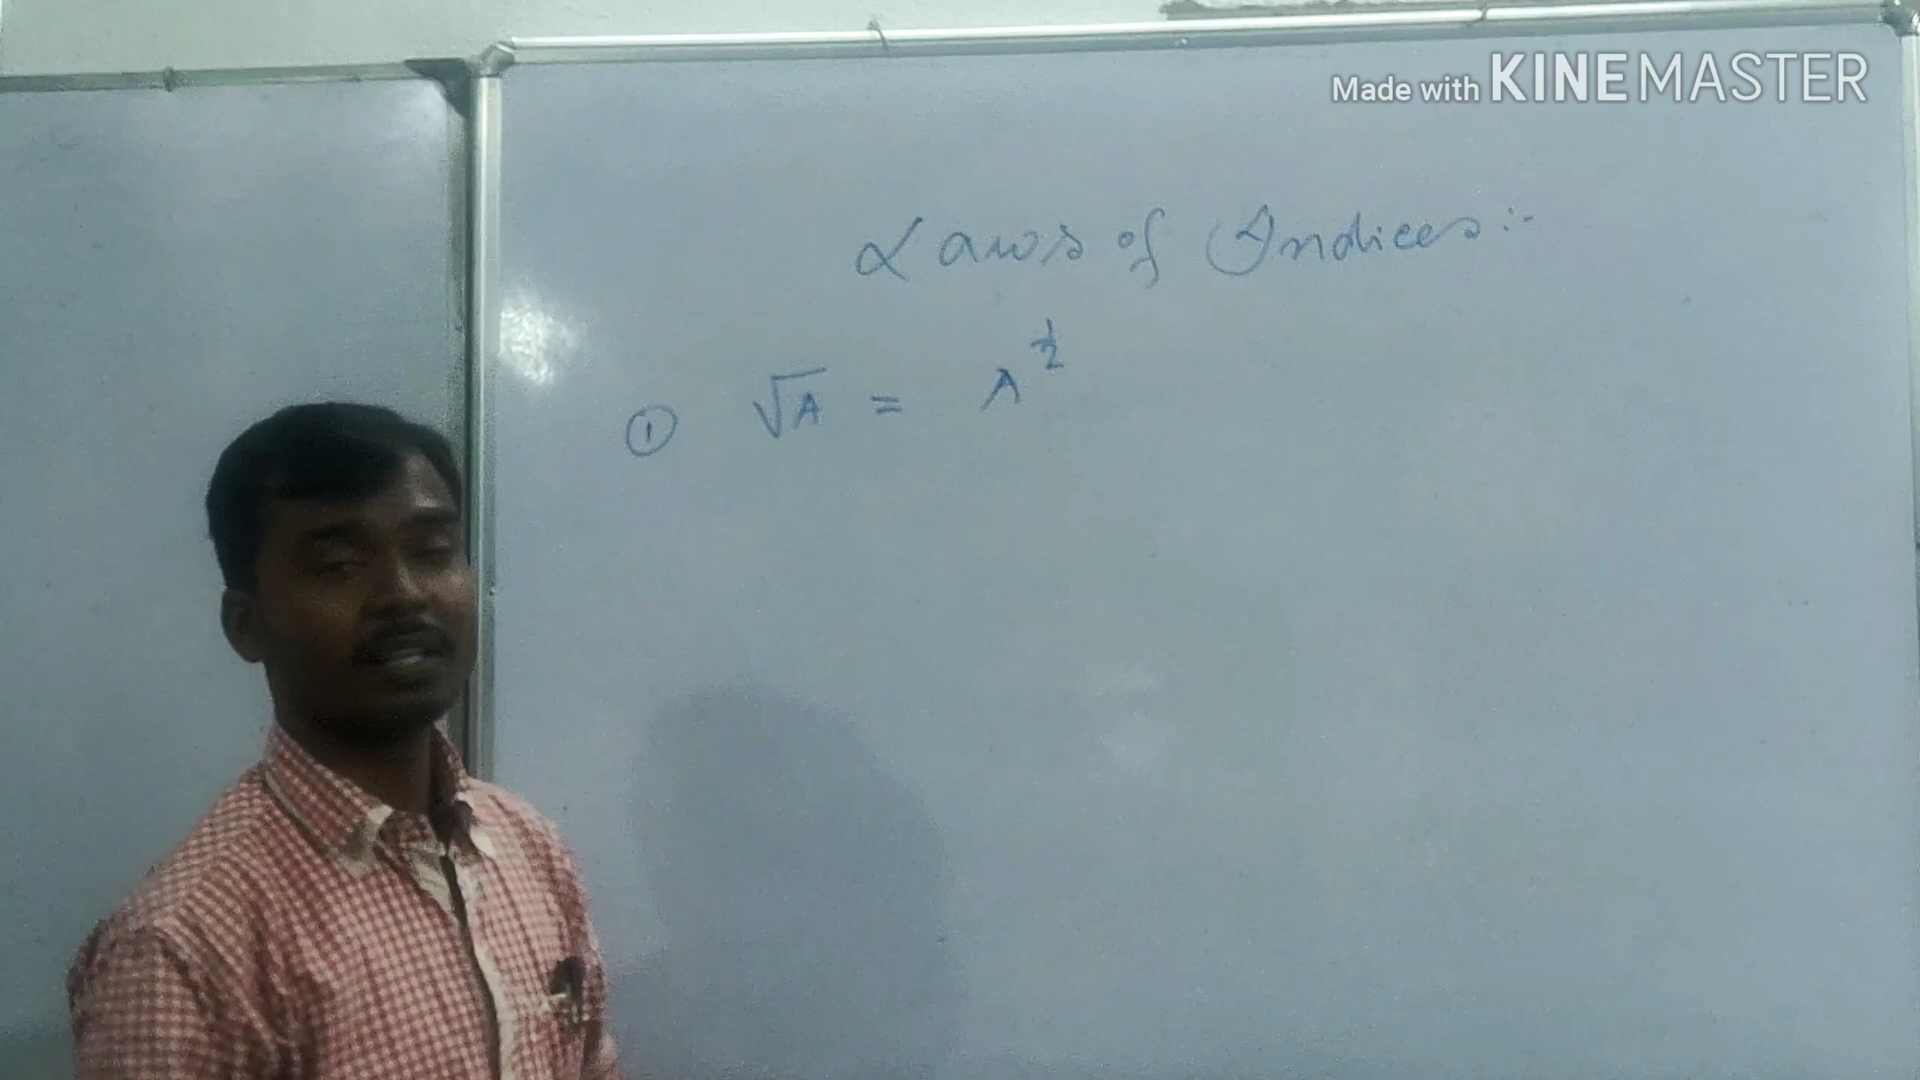 Made with KINEMASTER
Laws of Indices:-
① √A = A^½